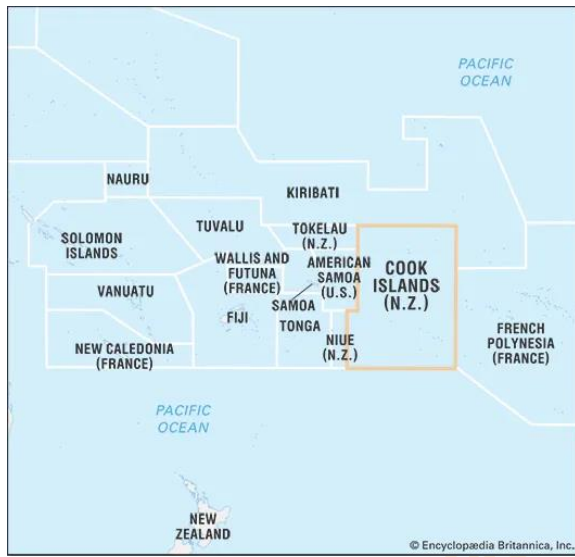 PACIFIC
OCEAN
NAURU
KIRIBATI
TUVALU
TOKELAU
(N.Z.)
SOLOMON
ISLANDS
WALLIS AND
FUTUNA
(FRANCE)
AMERICAN
SAMOA
(U.S.)
COOK
ISLANDS
(N.Z.)
VANUATU
SAMOA
FIJI
TONGA
NIUE
(N.Z.)
FRENCH
POLYNESIA
(FRANCE)
NEW CALEDONIA
(FRANCE)
PACIFIC
OCEAN
NEW
ZEALAND
© Encyclopædia Britannica, Inc.